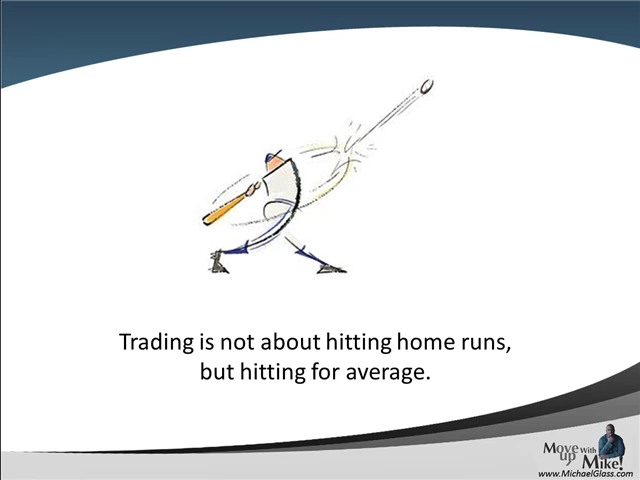 Trading is not about hitting home runs,
but hitting for average.
Move up With Mike!
www.MichaelGlass.com